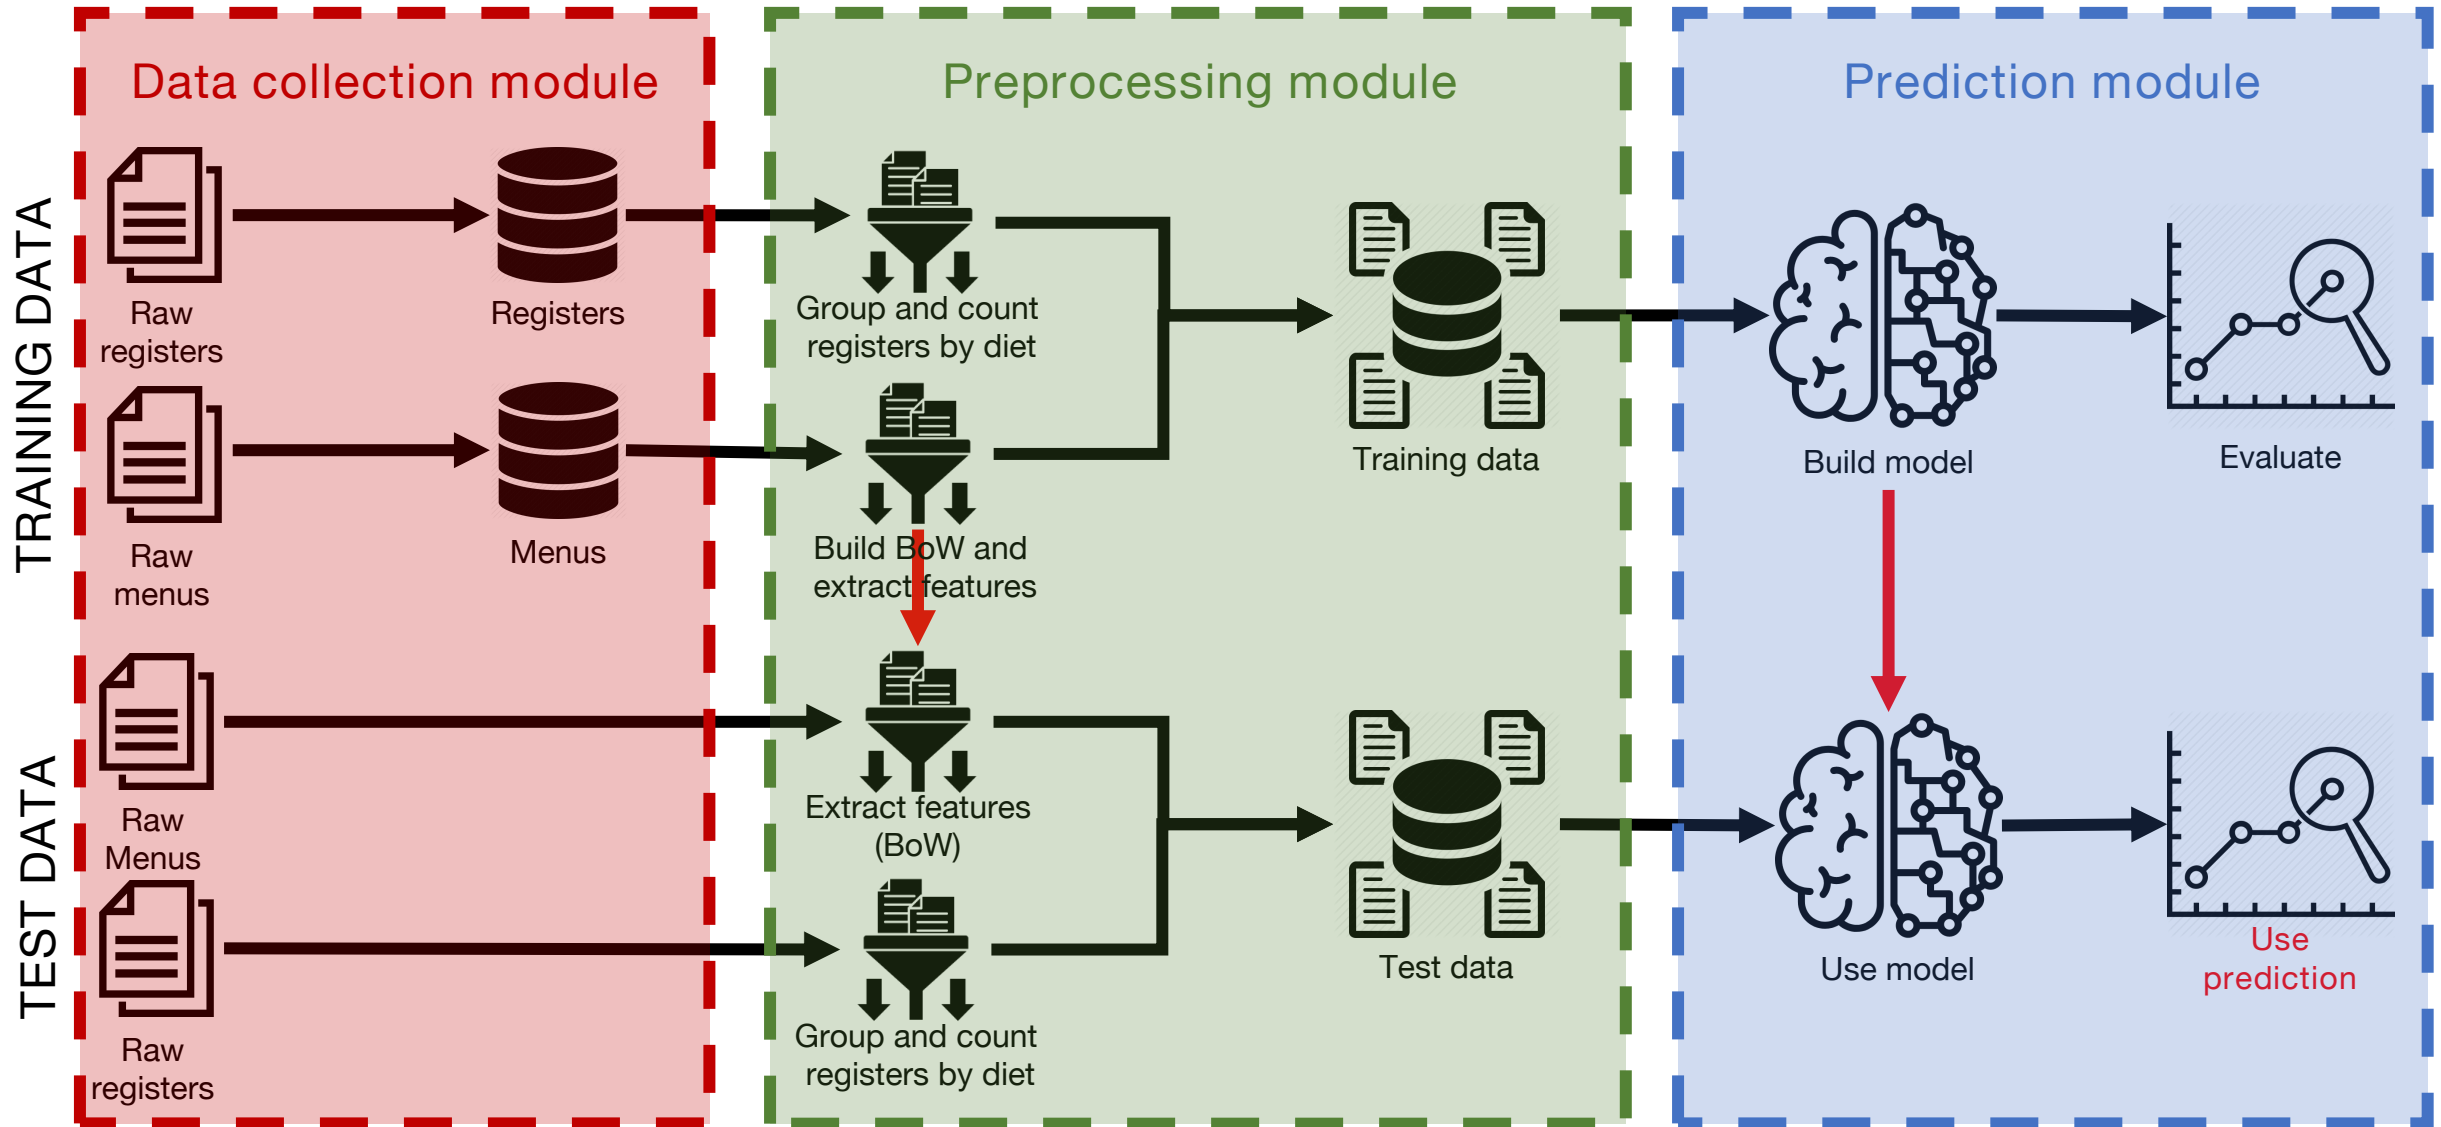 Data collection module
Preprocessing module
Prediction module
TRAINING DATA
Raw
registers
Registers
Group and count
registers by diet
Training data
Build model
Evaluate
Raw
menus
Menus
Build BoW and
extract features
TEST DATA
Raw
Menus
Extract features
(BoW)
Test data
Use model
Use
prediction
Raw
registers
Group and count
registers by diet